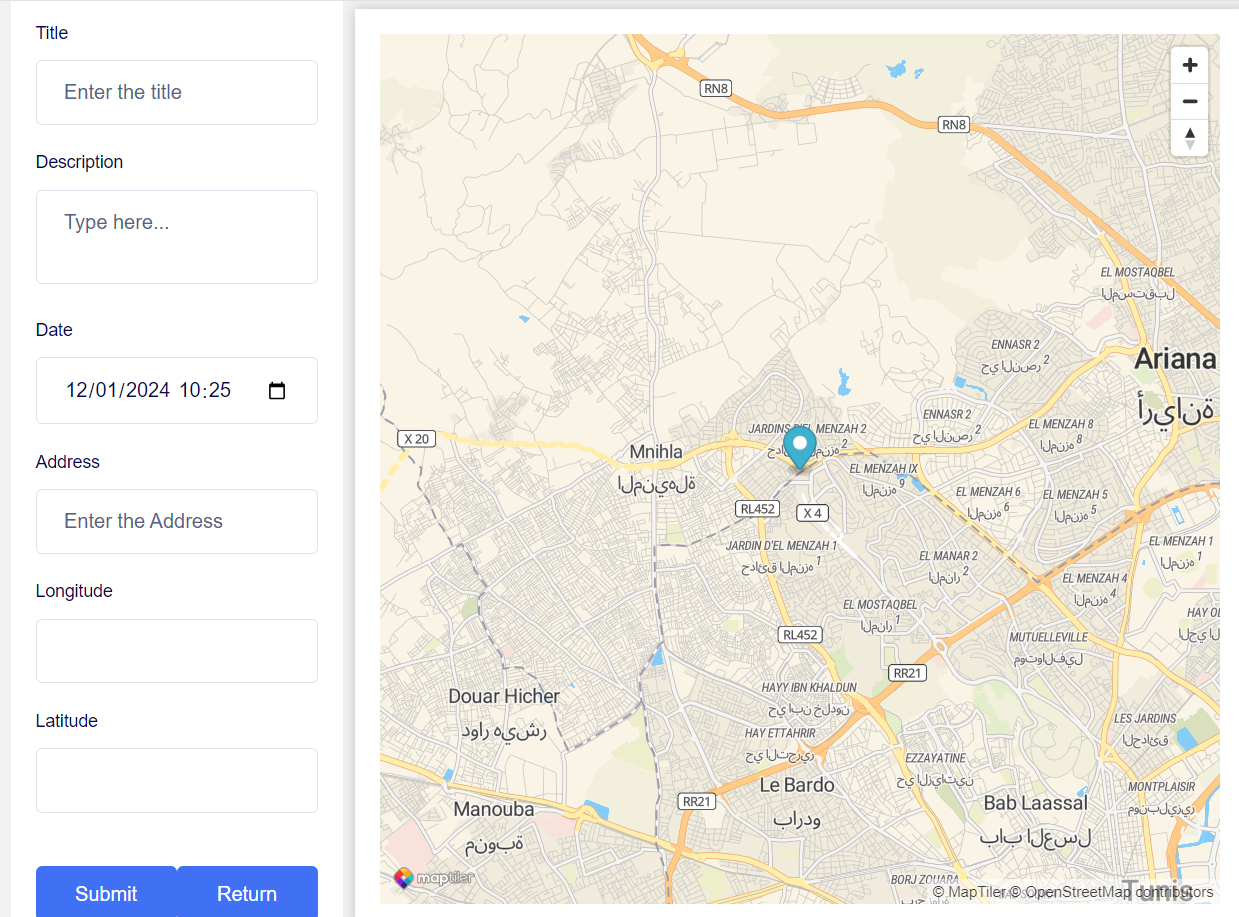 Title
Enter the title
Description
Type here...
Date
12/01/2024 10:25
Address
Enter the Address
Longitude
Latitude
Submit
Return
RN8
RN8
EL MOSTAQBEL
المستقبل
ENNASR 2
حي النصر 2
Ariana
أريانة
ENNASR 2
حي النصر 2
EL MENZAH 8
المنزه 8
JARDINS D'EL MENZAH 2
X 20
Mnihla
المنيهلة
EL MENZAH IX
المنزه 9
EL MENZAH 6
المنزه 6
EL MENZAH 5
المنزه 5
RL452
X 4
JARDIN D'EL MENZAH 1
حدائق المنزه 1
EL MENZAH 1
المنزه 1
EL MANAR 2
المنار 2
EL MENZAH 4
المنزه 4
EL MOSTAQBEL
المنار 1
HAY OL
RL452
MUTUELLEVILLE
موتوالفيل
RR21
HAYY IBN KHALDUN
حي ابن خلدون
Douar Hicher
دوار هيشر
HAY ETTAHRIR
حي التحرير
LES JARDINS
الحدائق
EZZAYATINE
حي الزياتين
Le Bardo
باردو
MONTPLAISIR
مونبليزير
RR21
Manouba
منوبة
Bab Laassal
باب العسل
maptiler
BORJ ZOUARA
Tunis
© MapTiler © OpenStreetMap contributors